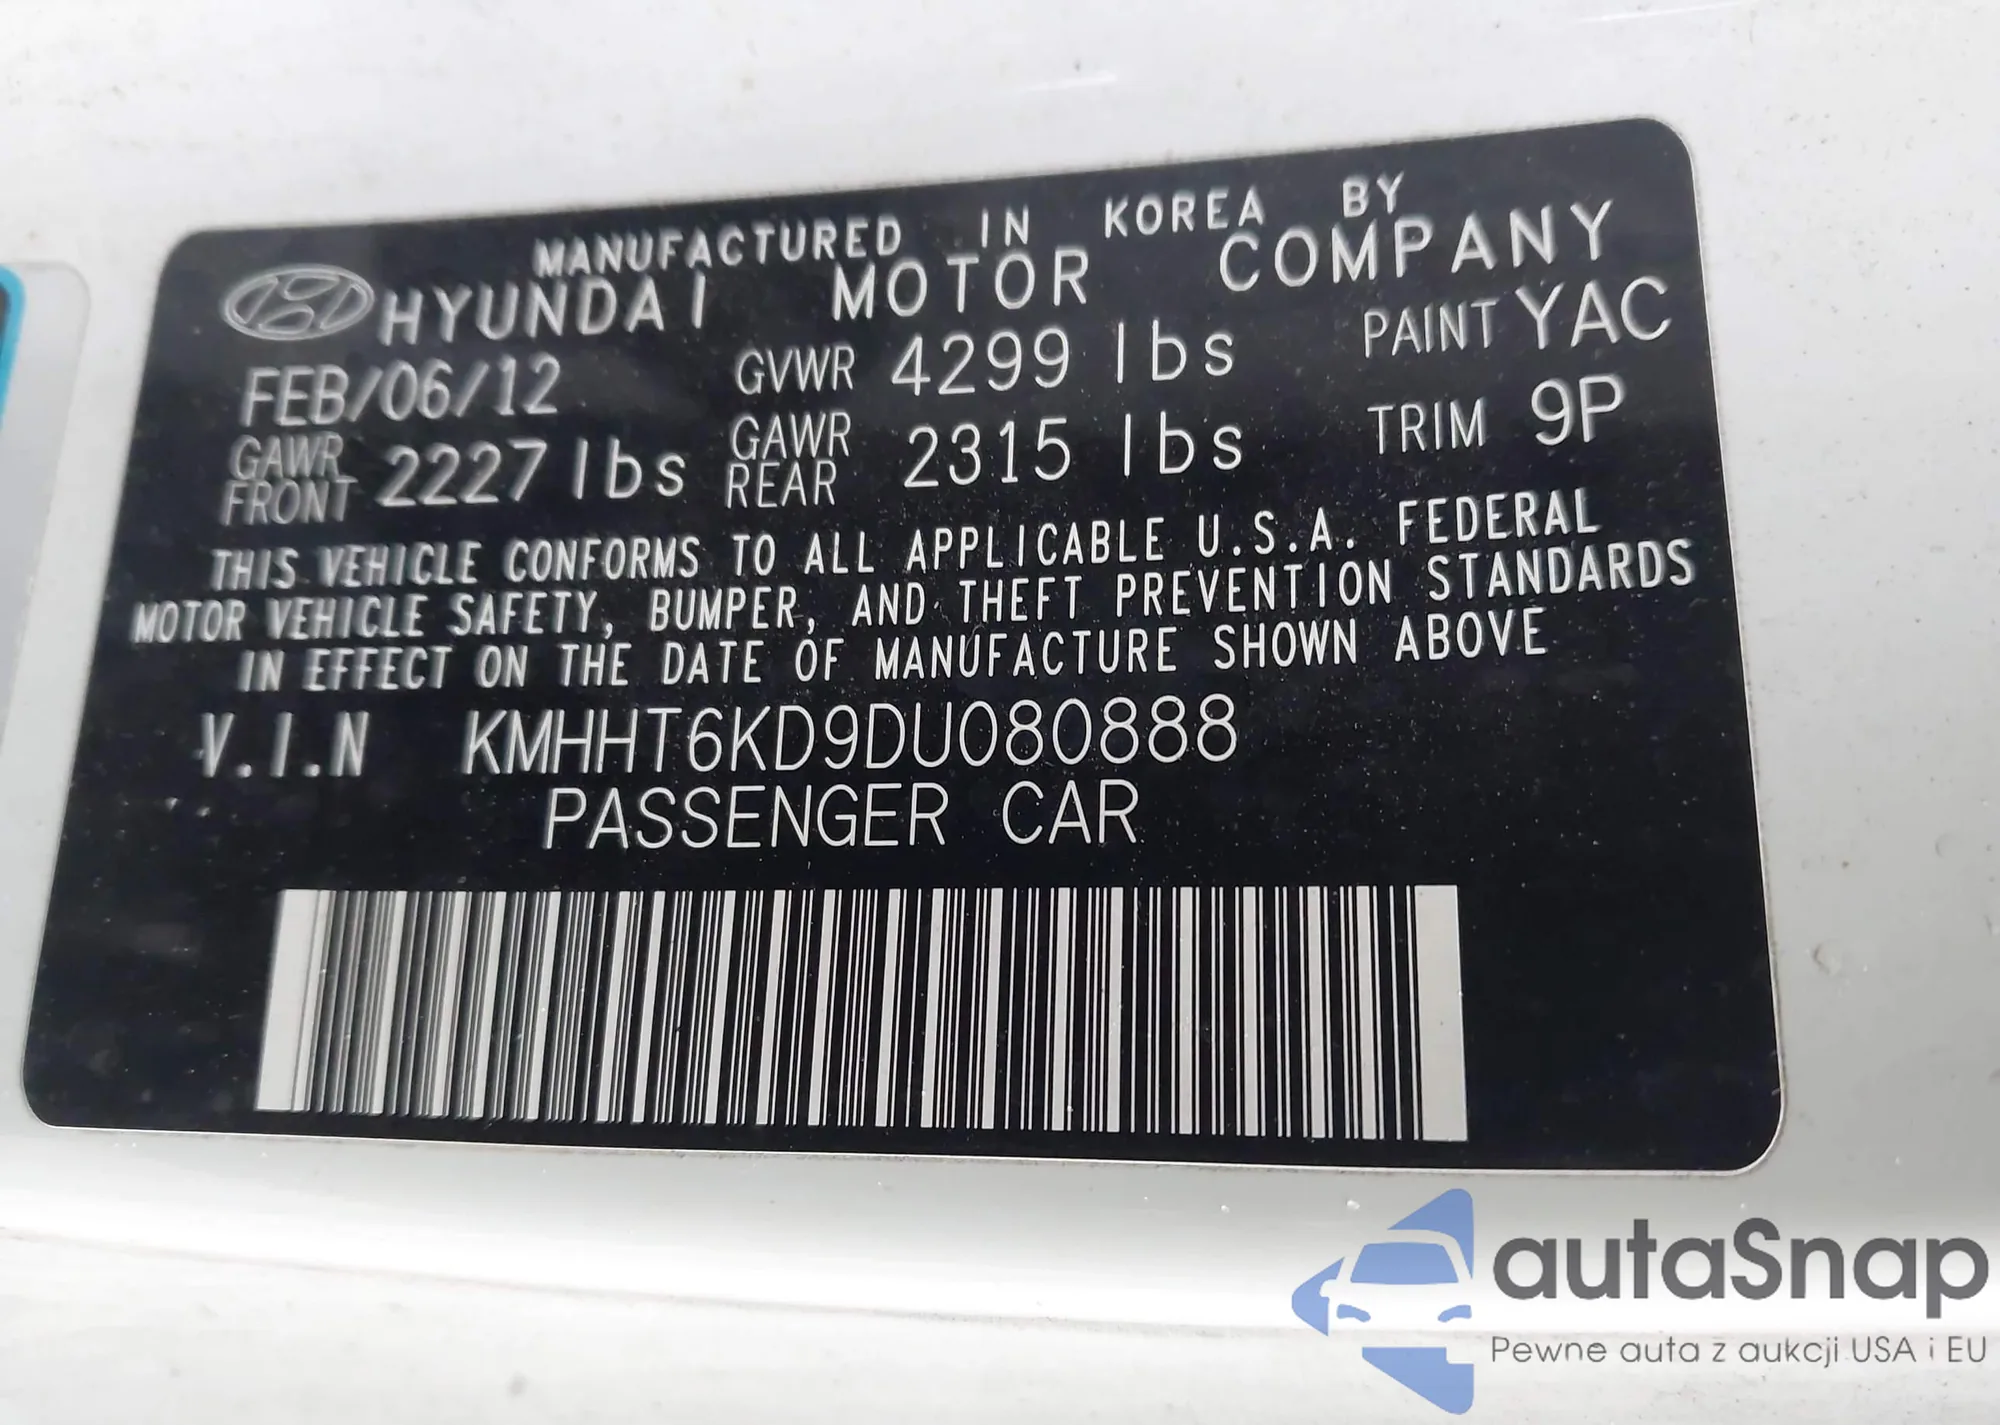 MANUFACTURED IN KOREA BY
HYUNDAI MOTOR COMPANY
FEB/06/12 GVWR 4299 lbs PAINT YAC
GAWR FRONT 2227 lbs GAWR REAR 2315 lbs TRIM 9P
THIS VEHICLE CONFORMS TO ALL APPLICABLE U.S.A. FEDERAL
MOTOR VEHICLE SAFETY, BUMPER, AND THEFT PREVENTION STANDARDS
IN EFFECT ON THE DATE OF MANUFACTURE SHOWN ABOVE
V.I.N KMHHT6KD9DU080888
PASSENGER CAR
autaSnap
Pewne auta z aukcji USA i EU